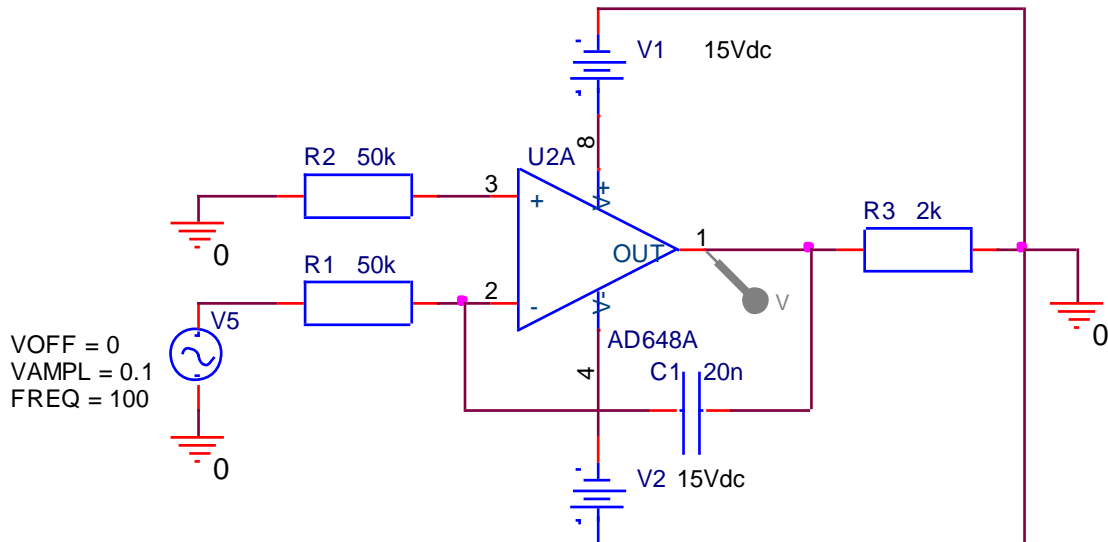 V1 15Vdc
8
U2A
R2 50k
3
+
V+
R3 2k
0
1
OUT
R1 50k
2
-
V-
V
0
V5
AD648A
VOFF = 0
VAMPL = 0.1
FREQ = 100
4
C1 20n
0
V2 15Vdc